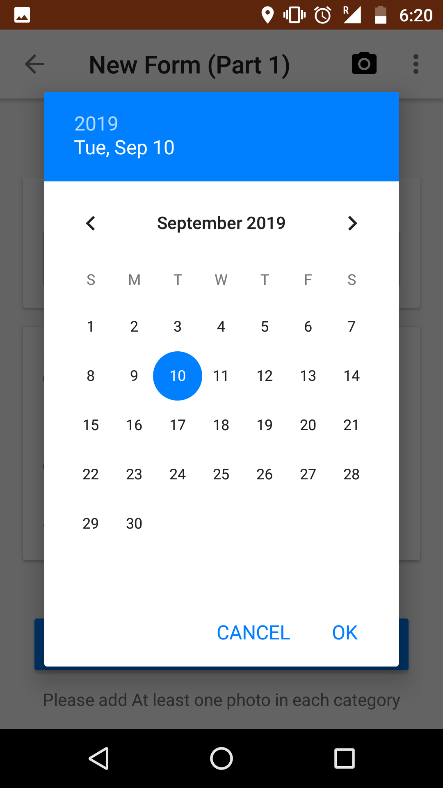 R 6:20
New Form (Part 1)
2019
Tue, Sep 10
September 2019
S M T W T F S
1 2 3 4 5 6 7
8 9 10 11 12 13 14
15 16 17 18 19 20 21
22 23 24 25 26 27 28
29 30
CANCEL OK
Please add At least one photo in each category